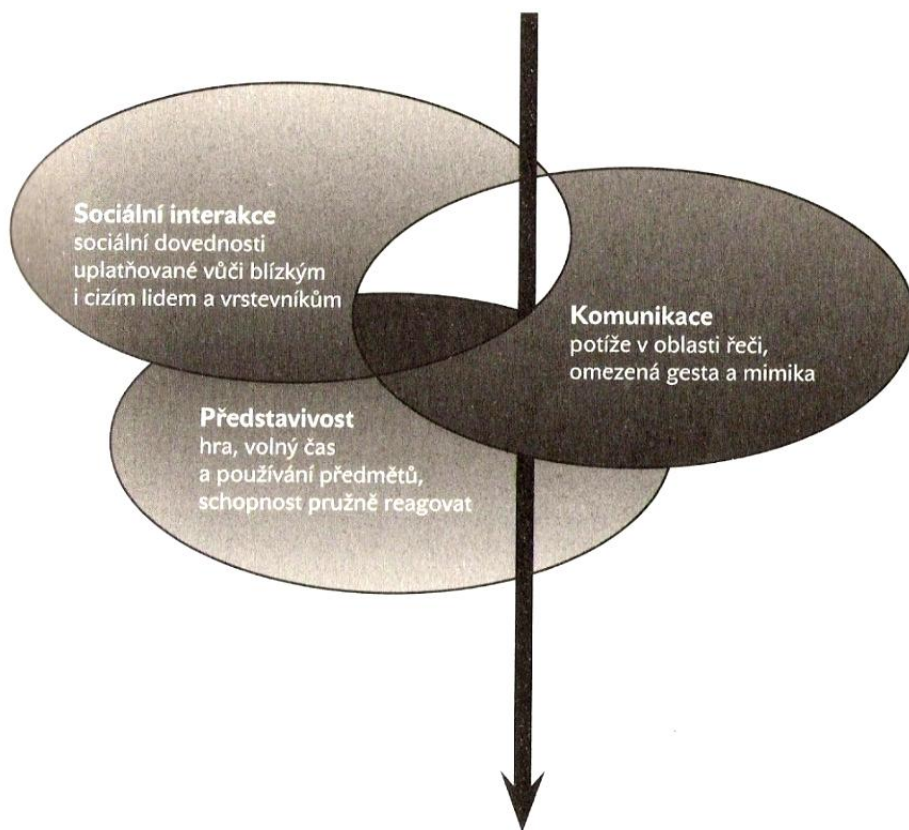 Sociální interakce
sociální dovednosti
uplatňované vůči blízkým
i cizím lidem a vrstevníkům
Komunikace
potíže v oblasti řeči,
omezená gesta a mimika
Představivost
hra, volný čas
a používání předmětů,
schopnost pružně reagovat